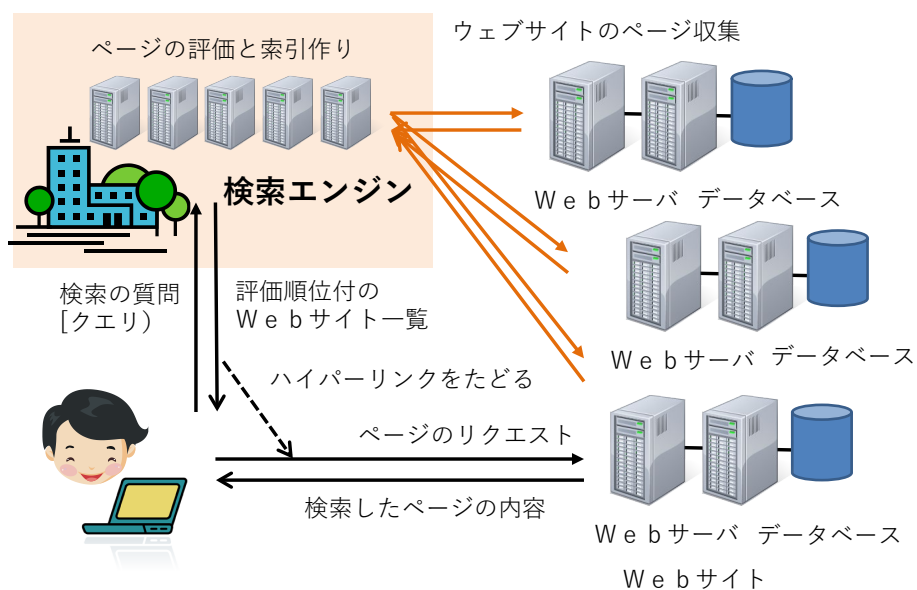 ウェブサイトのページ収集
ページの評価と索引作り
検索エンジン
Ｗｅｂサーバ データベース
検索の質問
[クエリ）
評価順位付の
Ｗｅｂサイト一覧
Ｗｅｂサーバ データベース
ハイパーリンクをたどる
ページのリクエスト
検索したページの内容
Ｗｅｂサーバ データベース
Ｗｅｂサイト